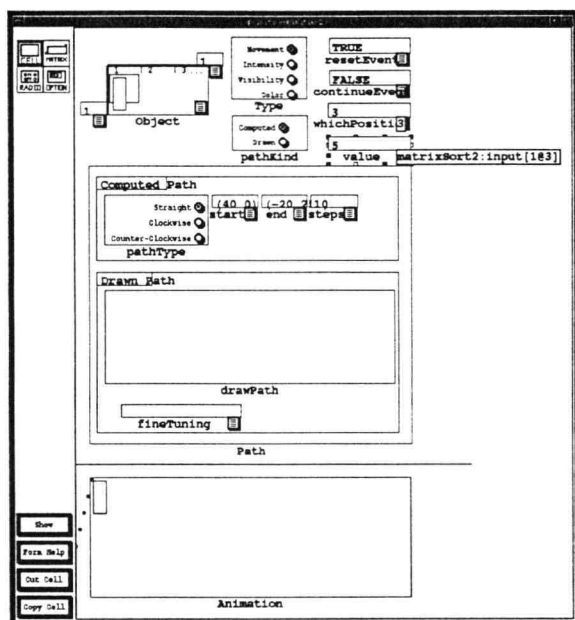 CELL
MATRIX
RADIO
OPTION
1
1 2 3...
1
Object
Movement
Intensity
Visibility
Color
Type
Computed
Drawn
pathKind
TRUE
resetEvent
FALSE
continueEve
3
whichPositi 3
5
value matrixSort2:input[1@3]
Computed Path
Straight
Clockwise
Counter-Clockwise
pathType
(40 0)
start
(-20 2
end
10
steps
Drawn Path
drawPath
fineTuning
Path
Show
Form Help
Cut Cell
Copy Cell
Animation